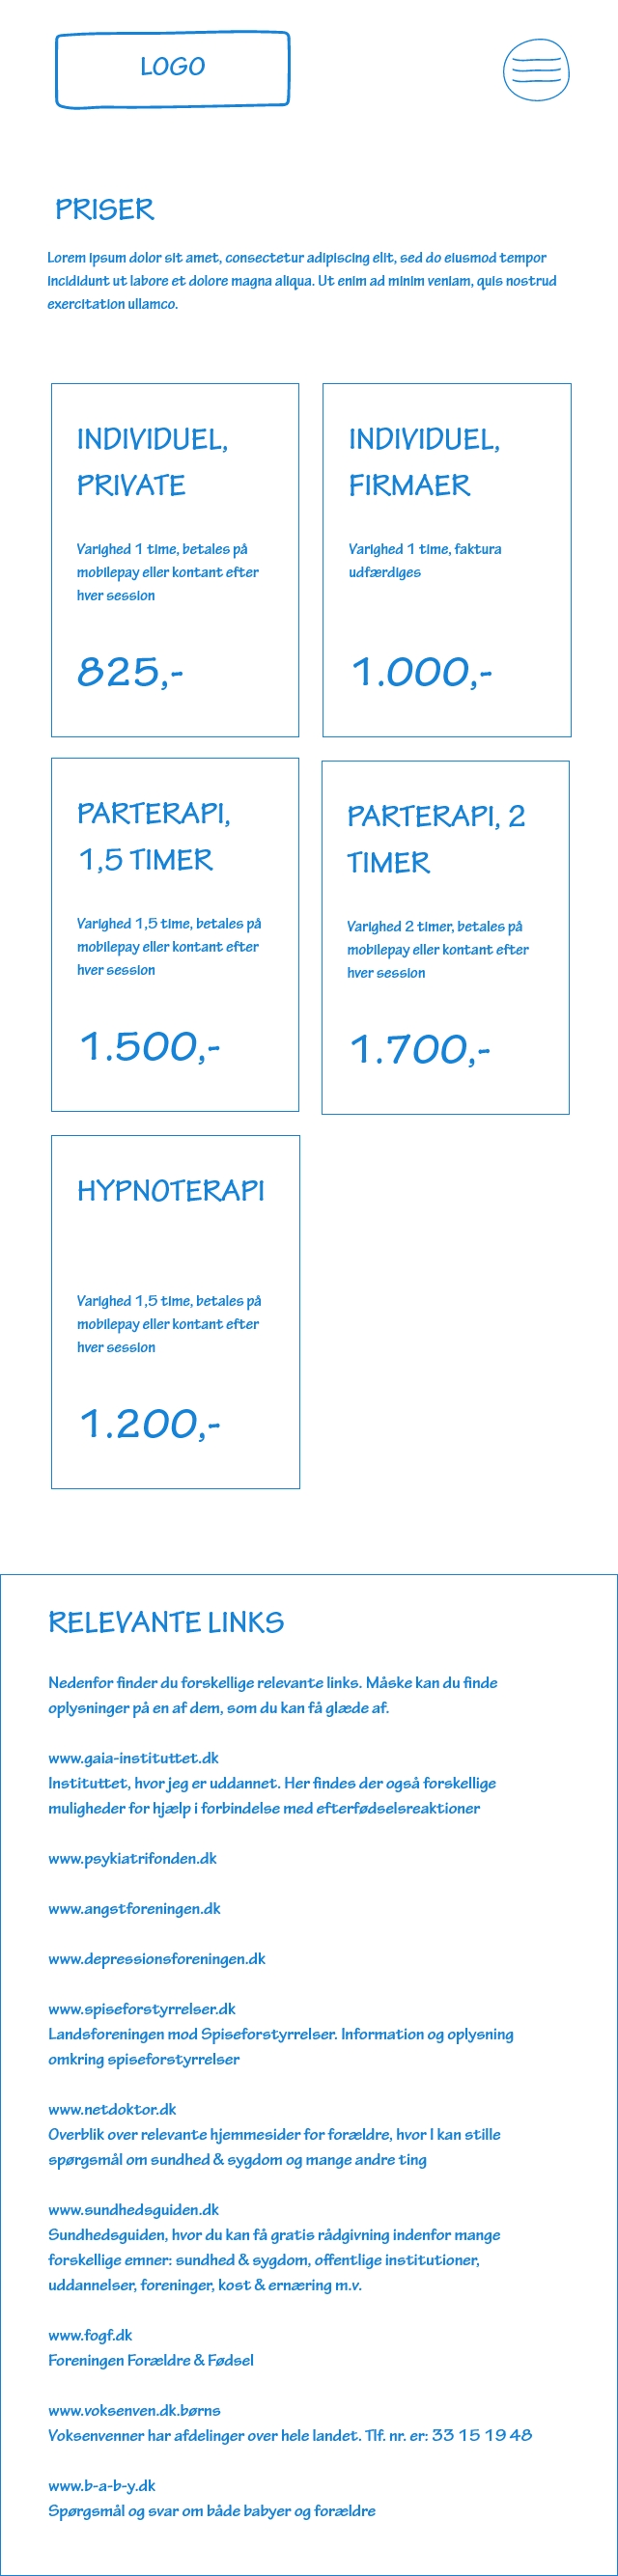 LOGO
PRISER
Lorem ipsum dolor sit amet, consectetur adipiscing elit, sed do eiusmod tempor
incididunt ut labore et dolore magna aliqua. Ut enim ad minim veniam, quis nostrud
exercitation ullamco.
INDIVIDUEL,
PRIVATE
Varighed 1 time, betales på
mobilepay eller kontant efter
hver session
825,-
INDIVIDUEL,
FIRMAER
Varighed 1 time, faktura
udfærdiges
1.000,-
PARTERAPI,
1,5 TIMER
Varighed 1,5 time, betales på
mobilepay eller kontant efter
hver session
1.500,-
PARTERAPI, 2
TIMER
Varighed 2 timer, betales på
mobilepay eller kontant efter
hver session
1.700,-
HYPNOTERAPI
Varighed 1,5 time, betales på
mobilepay eller kontant efter
hver session
1.200,-
RELEVANTE LINKS
Nedenfor finder du forskellige relevante links. Måske kan du finde
oplysninger på en af dem, som du kan få glæde af.
www.gaia-instituttet.dk
Instituttet, hvor jeg er uddannet. Her findes der også forskellige
muligheder for hjælp i forbindelse med efterfødselsreaktioner
www.psykiatrifonden.dk
www.angstforeningen.dk
www.depressionsforeningen.dk
www.spiseforstyrrelser.dk
Landsforeningen mod Spiseforstyrrelser. Information og oplysning
omkring spiseforstyrrelser
www.netdoktor.dk
Overblik over relevante hjemmesider for forældre, hvor I kan stille
spørgsmål om sundhed & sygdom og mange andre ting
www.sundhedsguiden.dk
Sundhedsguiden, hvor du kan få gratis rådgivning indenfor mange
forskellige emner: sundhed & sygdom, offentlige institutioner,
uddannelser, foreninger, kost & ernæring m.v.
www.fogf.dk
Foreningen Forældre & Fødsel
www.voksenven.dk.børns
Voksenvenner har afdelinger over hele landet. Tlf. nr. er: 33 15 19 48
www.b-a-b-y.dk
Spørgsmål og svar om både babyer og forældre